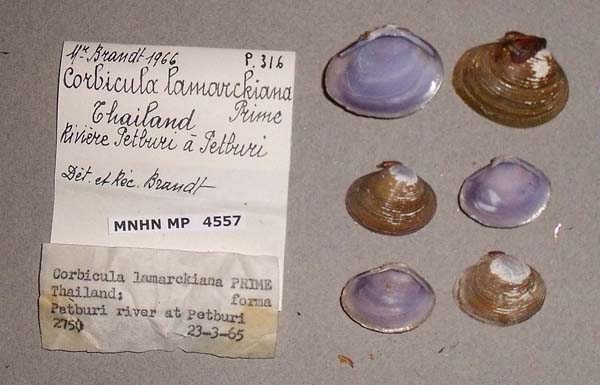 Mr Brandt 1966 P. 316
Corbicula lamarckiana
Thailand Prime
Rivière Petburi à Petburi
Dét. et Réc. Brandt
MNHN MP 4557
Corbicula lamarckiana PRIME
Thailand; forma
Petburi river at Petburi
2750 23-3-65